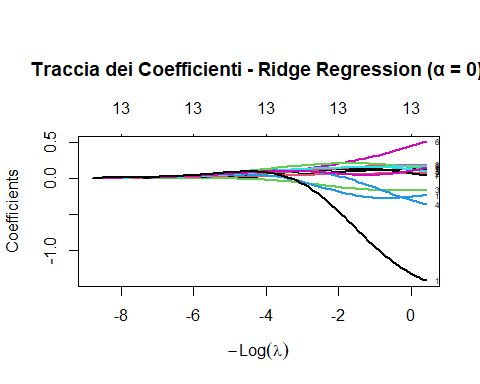 Traccia dei Coefficienti - Ridge Regression (α = 0)
13 13 13 13 13
0.5
0.0
-1.0
Coefficients
6
3
4
1
-8 -6 -4 -2 0
−Log(λ)